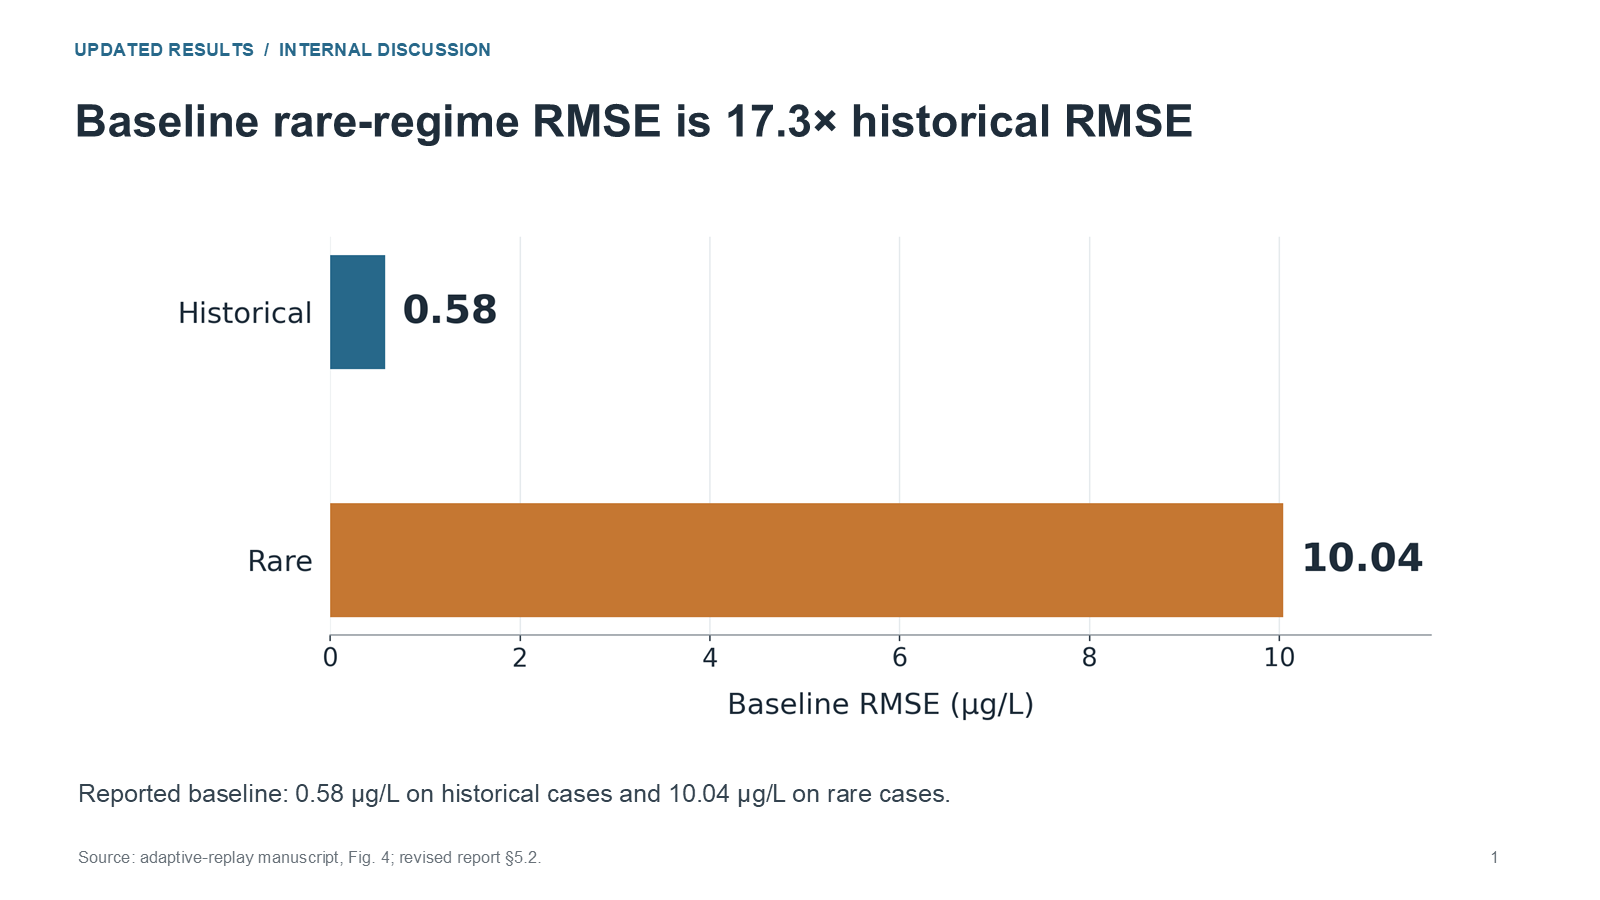 UPDATED RESULTS / INTERNAL DISCUSSION
Baseline rare-regime RMSE is 17.3× historical RMSE
Historical
0.58
Rare
10.04
0 2 4 6 8 10
Baseline RMSE (µg/L)
Reported baseline: 0.58 µg/L on historical cases and 10.04 µg/L on rare cases.
Source: adaptive-replay manuscript, Fig. 4; revised report §5.2.
1